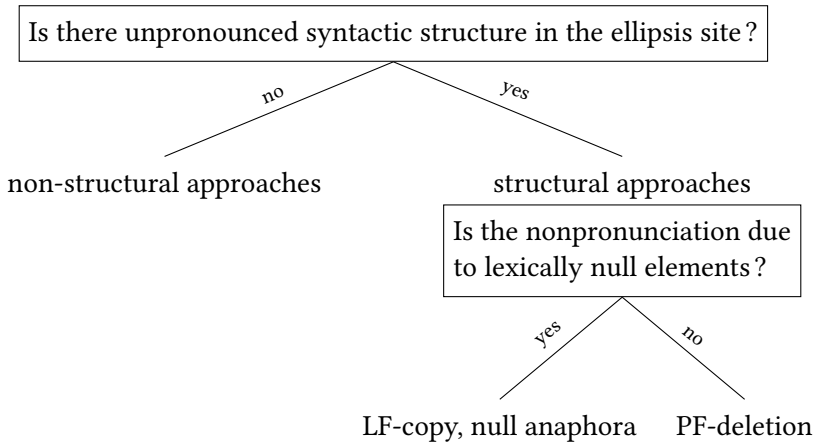 Is there unpronounced syntactic structure in the ellipsis site?
no
yes
non-structural approaches
structural approaches
Is the nonpronunciation due
to lexically null elements?
yes
no
LF-copy, null anaphora
PF-deletion